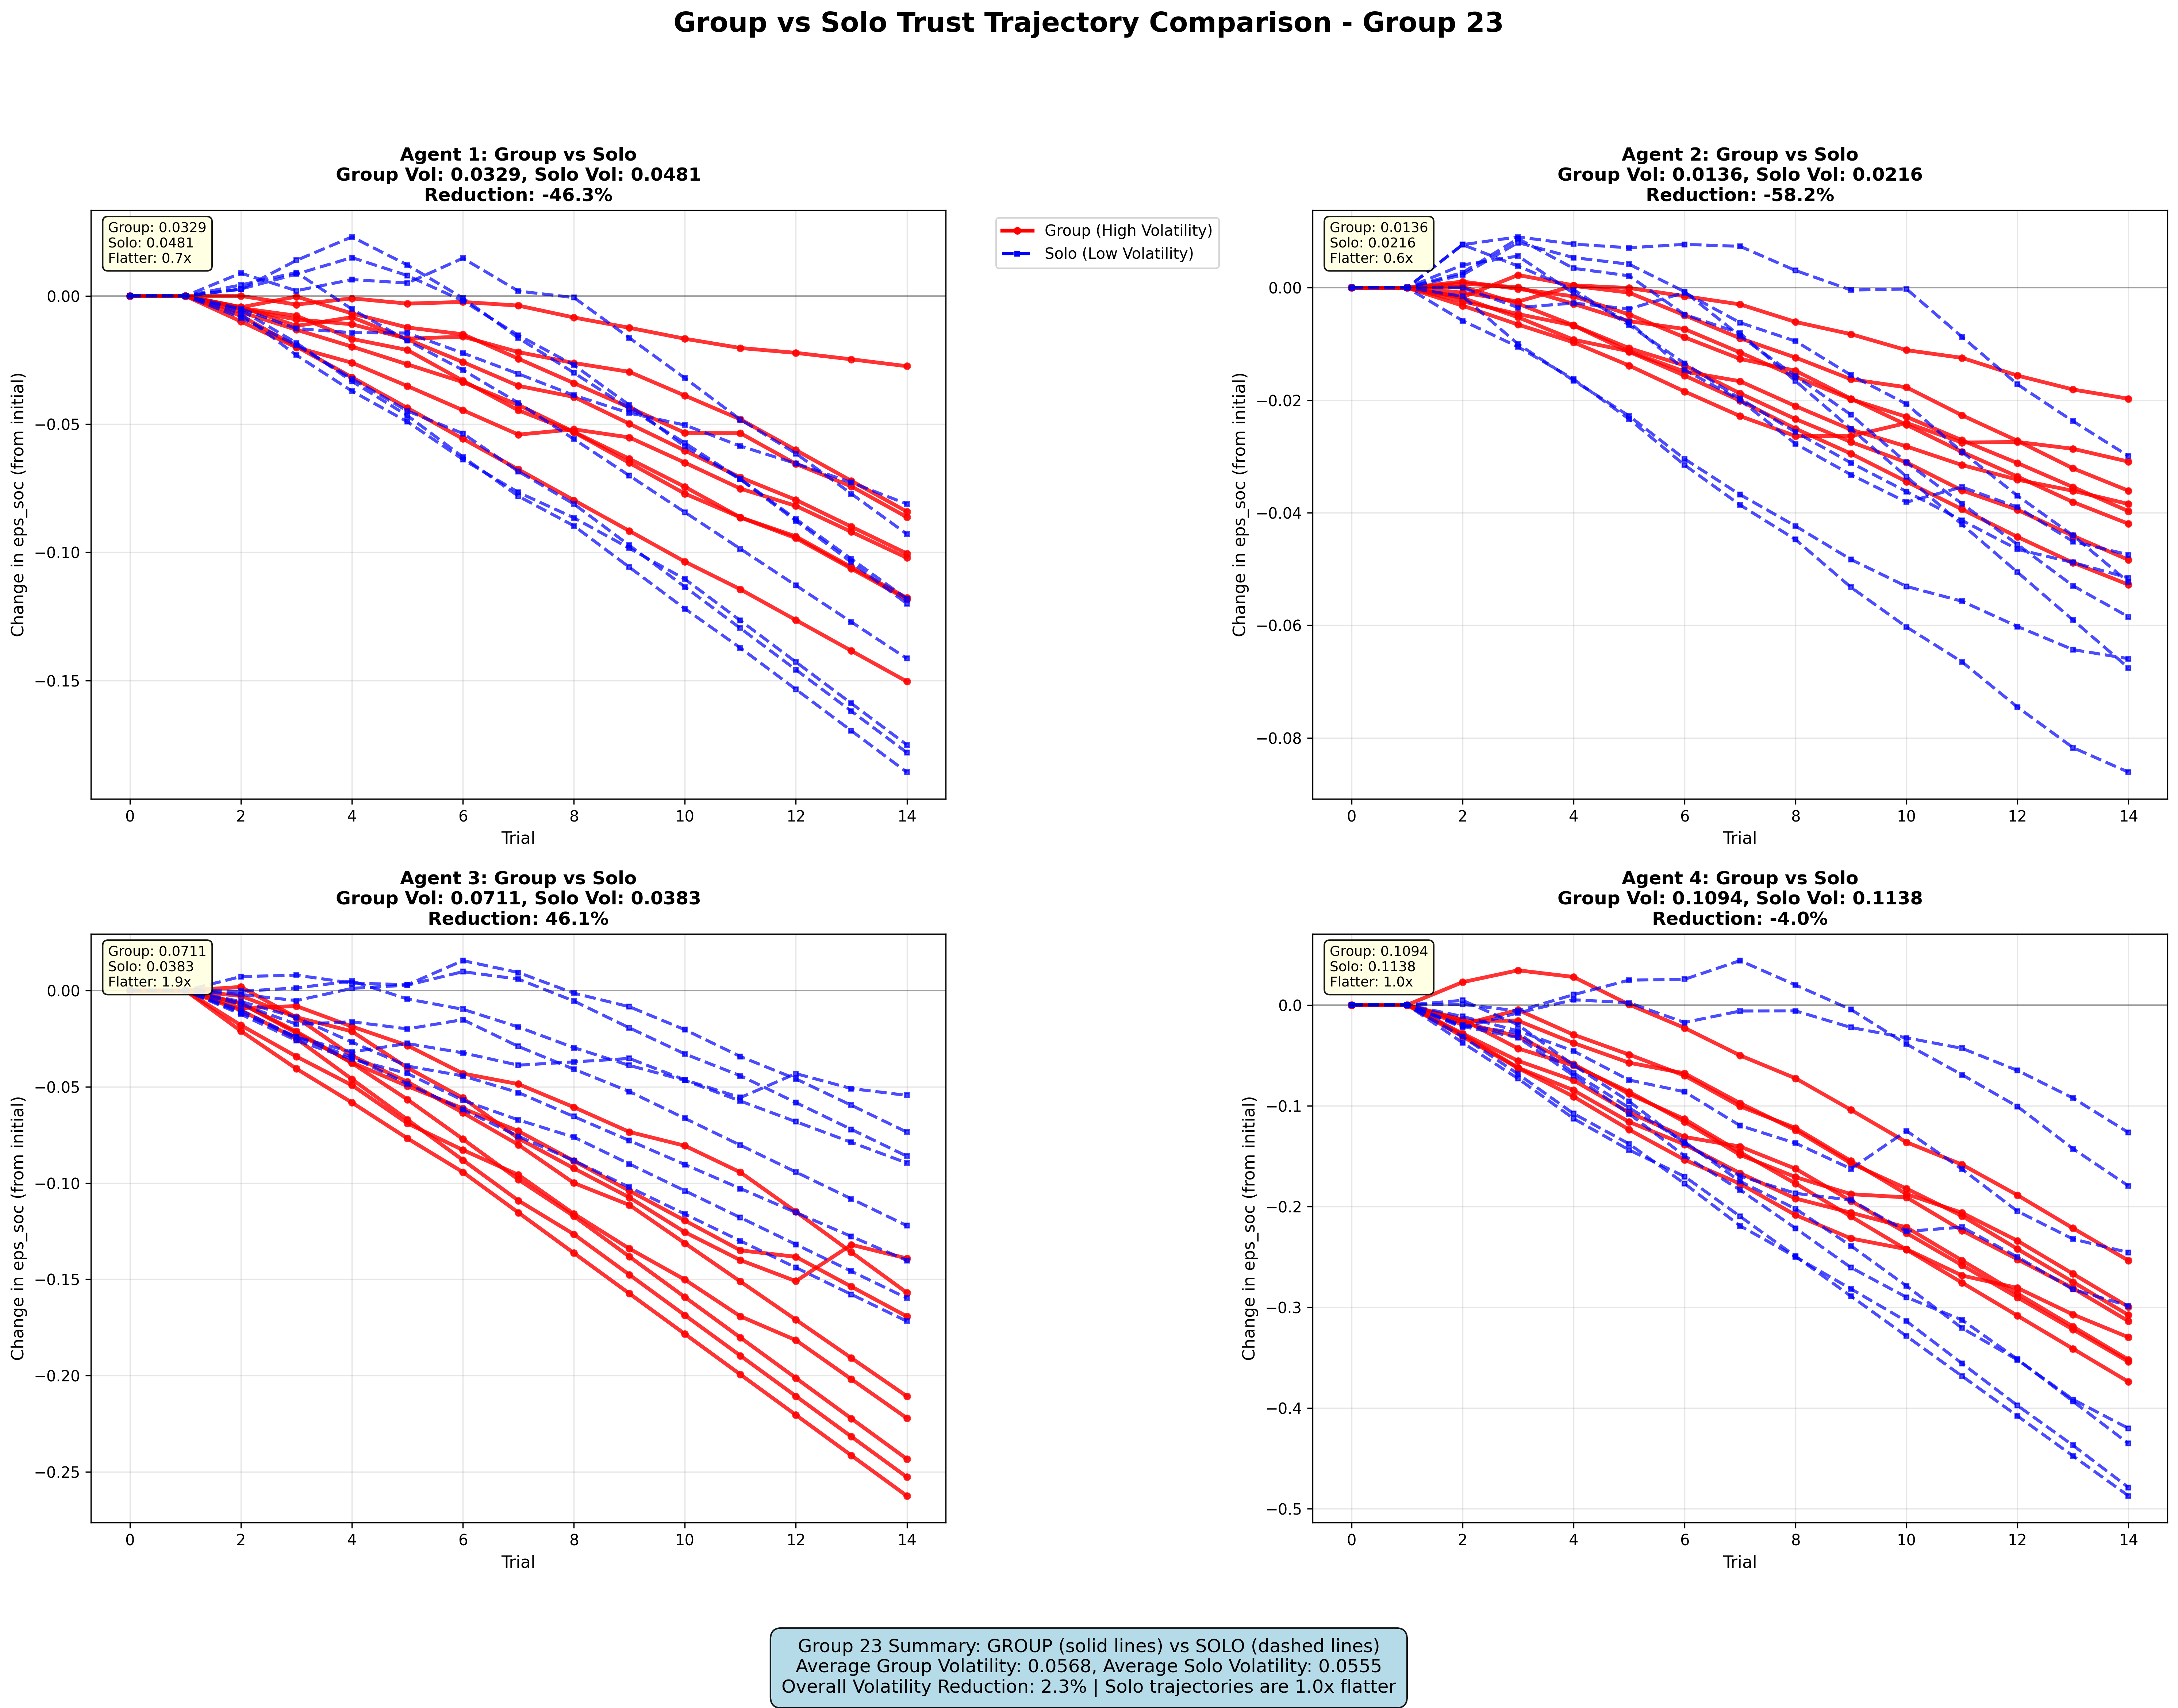 Group vs Solo Trust Trajectory Comparison - Group 23
Agent 1: Group vs Solo
Group Vol: 0.0329, Solo Vol: 0.0481
Reduction: -46.3%
Group: 0.0329
Solo: 0.0481
Flatter: 0.7x
0.00
−0.05
−0.10
−0.15
Change in eps_soc (from initial)
0 2 4 6 8 10 12 14
Trial
Group (High Volatility)
Solo (Low Volatility)
Agent 2: Group vs Solo
Group Vol: 0.0136, Solo Vol: 0.0216
Reduction: -58.2%
Group: 0.0136
Solo: 0.0216
Flatter: 0.6x
0.00
−0.02
−0.04
−0.06
−0.08
Change in eps_soc (from initial)
0 2 4 6 8 10 12 14
Trial
Agent 3: Group vs Solo
Group Vol: 0.0711, Solo Vol: 0.0383
Reduction: 46.1%
Group: 0.0711
Solo: 0.0383
Flatter: 1.9x
0.00
−0.05
−0.10
−0.15
−0.20
−0.25
Change in eps_soc (from initial)
0 2 4 6 8 10 12 14
Trial
Agent 4: Group vs Solo
Group Vol: 0.1094, Solo Vol: 0.1138
Reduction: -4.0%
Group: 0.1094
Solo: 0.1138
Flatter: 1.0x
0.0
−0.1
−0.2
−0.3
−0.4
−0.5
Change in eps_soc (from initial)
0 2 4 6 8 10 12 14
Trial
Group 23 Summary: GROUP (solid lines) vs SOLO (dashed lines)
Average Group Volatility: 0.0568, Average Solo Volatility: 0.0555
Overall Volatility Reduction: 2.3% | Solo trajectories are 1.0x flatter